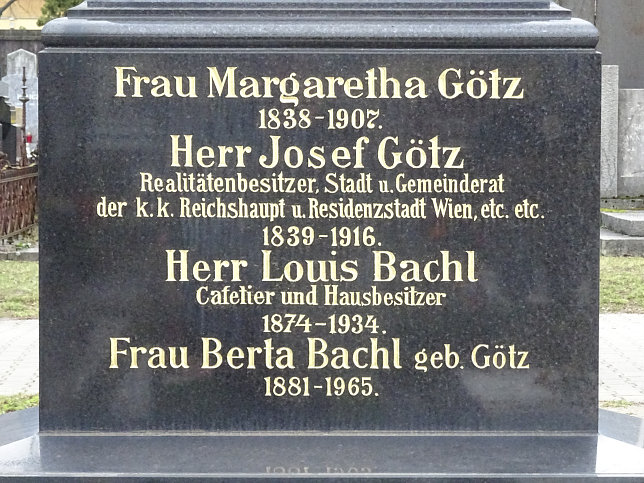 Frau Margaretha Götz
1838-1907.
Herr Josef Götz
Realitätenbesitzer, Stadt u. Gemeinderat
der k. k. Reichshaupt u. Residenzstadt Wien, etc. etc.
1839-1916.
Herr Louis Bachl
Cafetier und Hausbesitzer
1874-1934.
Frau Berta Bachl geb. Götz
1881-1965.